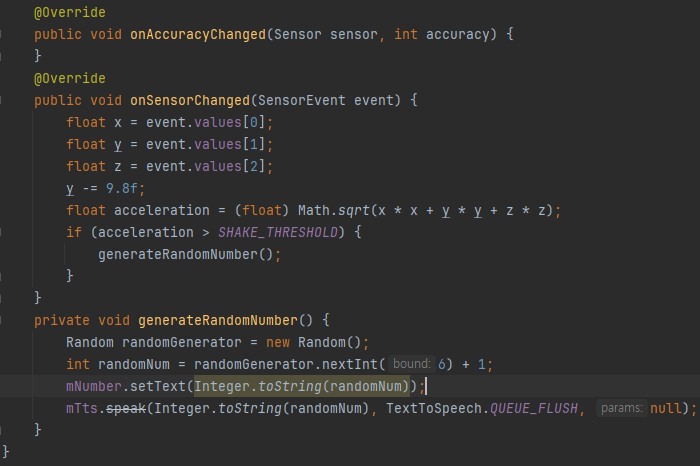 @Override
public void onAccuracyChanged(Sensor sensor, int accuracy) {
}
@Override
public void onSensorChanged(SensorEvent event) {
float x = event.values[0];
float y = event.values[1];
float z = event.values[2];
y -= 9.8f;
float acceleration = (float) Math.sqrt(x * x + y * y + z * z);
if (acceleration > SHAKE_THRESHOLD) {
generateRandomNumber();
}
}
private void generateRandomNumber() {
Random randomGenerator = new Random();
int randomNum = randomGenerator.nextInt( bound: 6) + 1;
mNumber.setText(Integer.toString(randomNum));
mTts.speak(Integer.toString(randomNum), TextToSpeech.QUEUE_FLUSH, params: null);
}
}